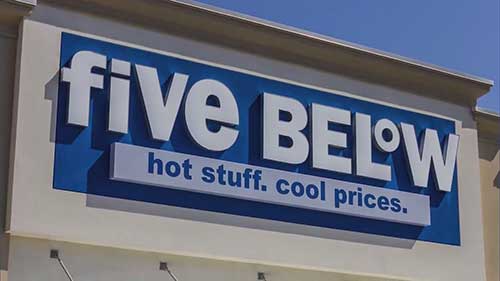 five BELoW
hot stuff. cool prices.